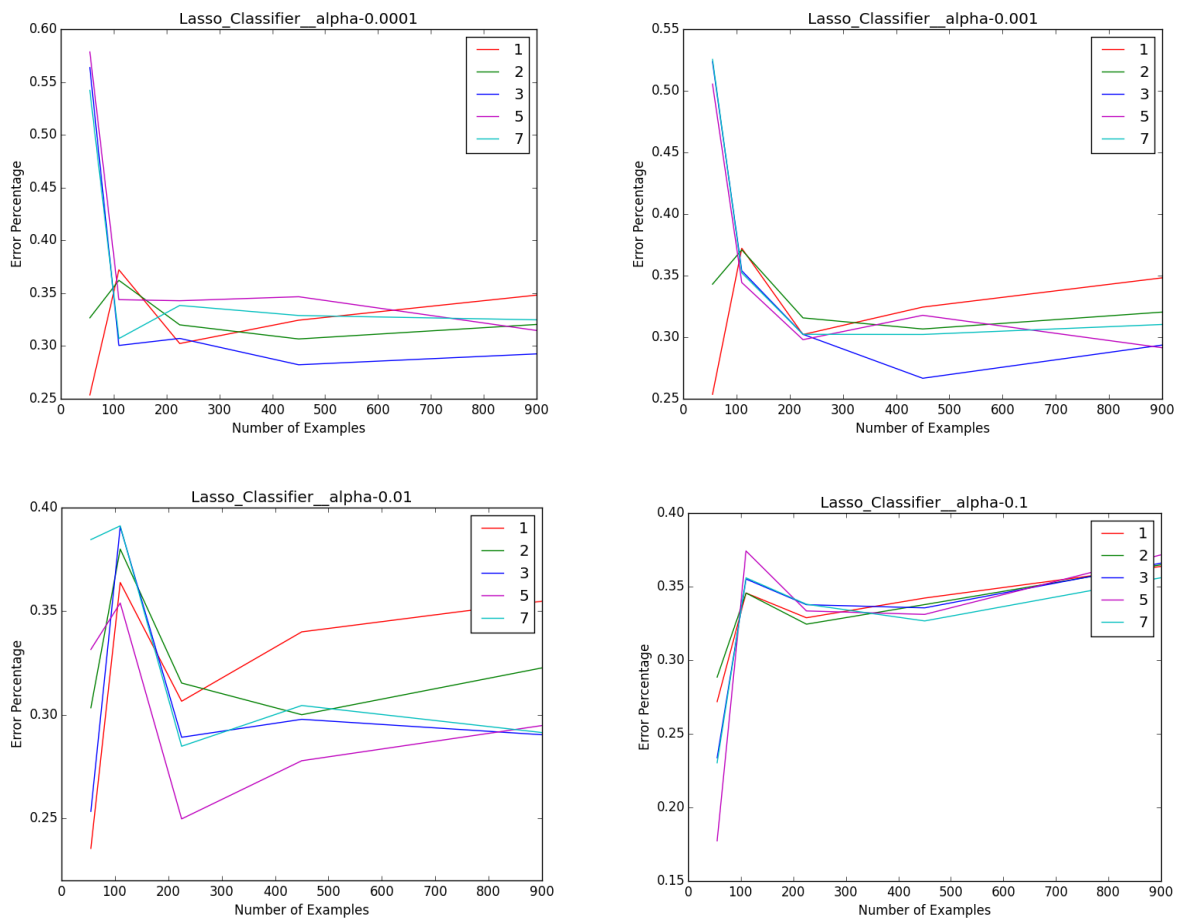 Lasso_Classifier__alpha-0.0001
0.60
0.55
0.50
0.45
0.40
0.35
0.30
0.25
Error Percentage
0 100 200 300 400 500 600 700 800 900
Number of Examples
1
2
3
5
7
Lasso_Classifier__alpha-0.001
0.55
0.50
0.45
0.40
0.35
0.30
0.25
Error Percentage
0 100 200 300 400 500 600 700 800 900
Number of Examples
1
2
3
5
7
Lasso_Classifier__alpha-0.01
0.40
0.35
0.30
0.25
Error Percentage
0 100 200 300 400 500 600 700 800 900
Number of Examples
1
2
3
5
7
Lasso_Classifier__alpha-0.1
0.40
0.35
0.30
0.25
0.20
0.15
Error Percentage
0 100 200 300 400 500 600 700 800 900
Number of Examples
1
2
3
5
7